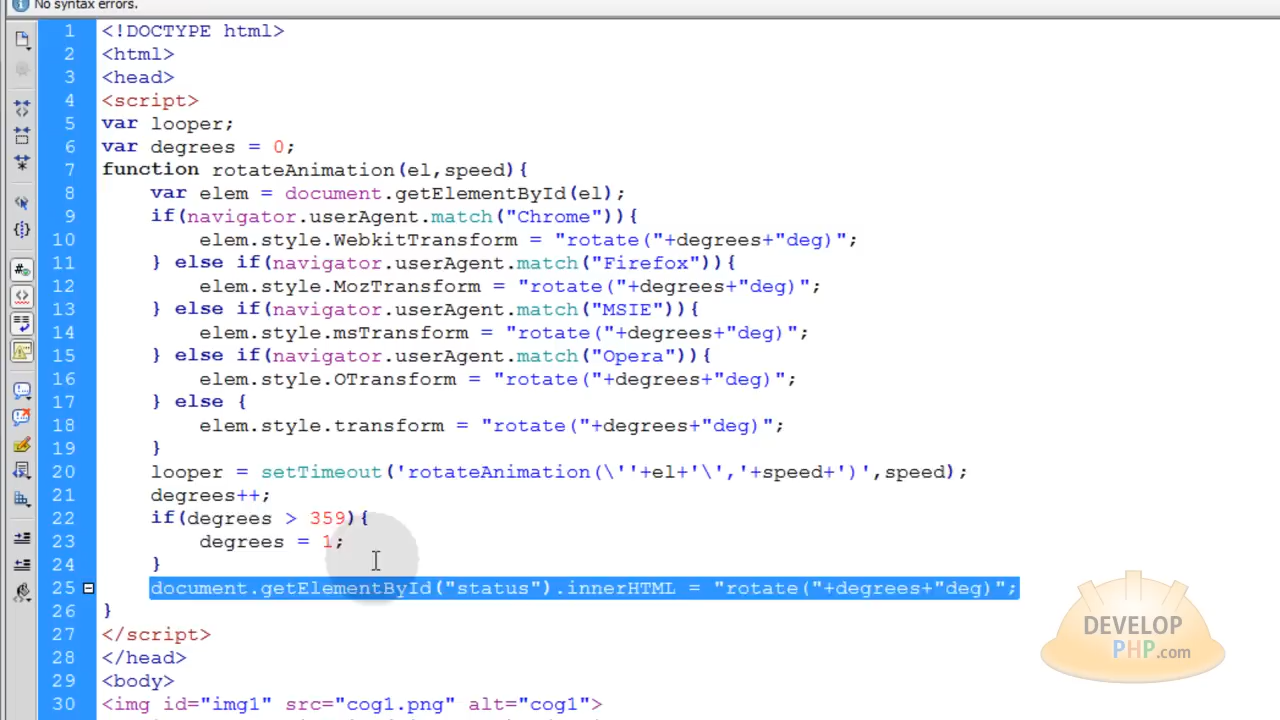 No syntax errors.
1 <!DOCTYPE html>
2 <html>
3 <head>
4 <script>
5 var looper;
6 var degrees = 0;
7 function rotateAnimation(el,speed){
8 var elem = document.getElementById(el);
9 if(navigator.userAgent.match("Chrome")){
10 elem.style.WebkitTransform = "rotate("+degrees+"deg)";
11 } else if(navigator.userAgent.match("Firefox")){
12 elem.style.MozTransform = "rotate("+degrees+"deg)";
13 } else if(navigator.userAgent.match("MSIE")){
14 elem.style.msTransform = "rotate("+degrees+"deg)";
15 } else if(navigator.userAgent.match("Opera")){
16 elem.style.OTransform = "rotate("+degrees+"deg)";
17 } else {
18 elem.style.transform = "rotate("+degrees+"deg)";
19 }
20 looper = setTimeout('rotateAnimation(\''+el+'\','+speed+')',speed);
21 degrees++;
22 if(degrees > 359){
23 degrees = 1;
24 }
25 document.getElementById("status").innerHTML = "rotate("+degrees+"deg)";
26 }
27 </script>
28 </head>
29 <body>
30 <img id="img1" src="cog1.png" alt="cog1">
DEVELOP
PHP.com